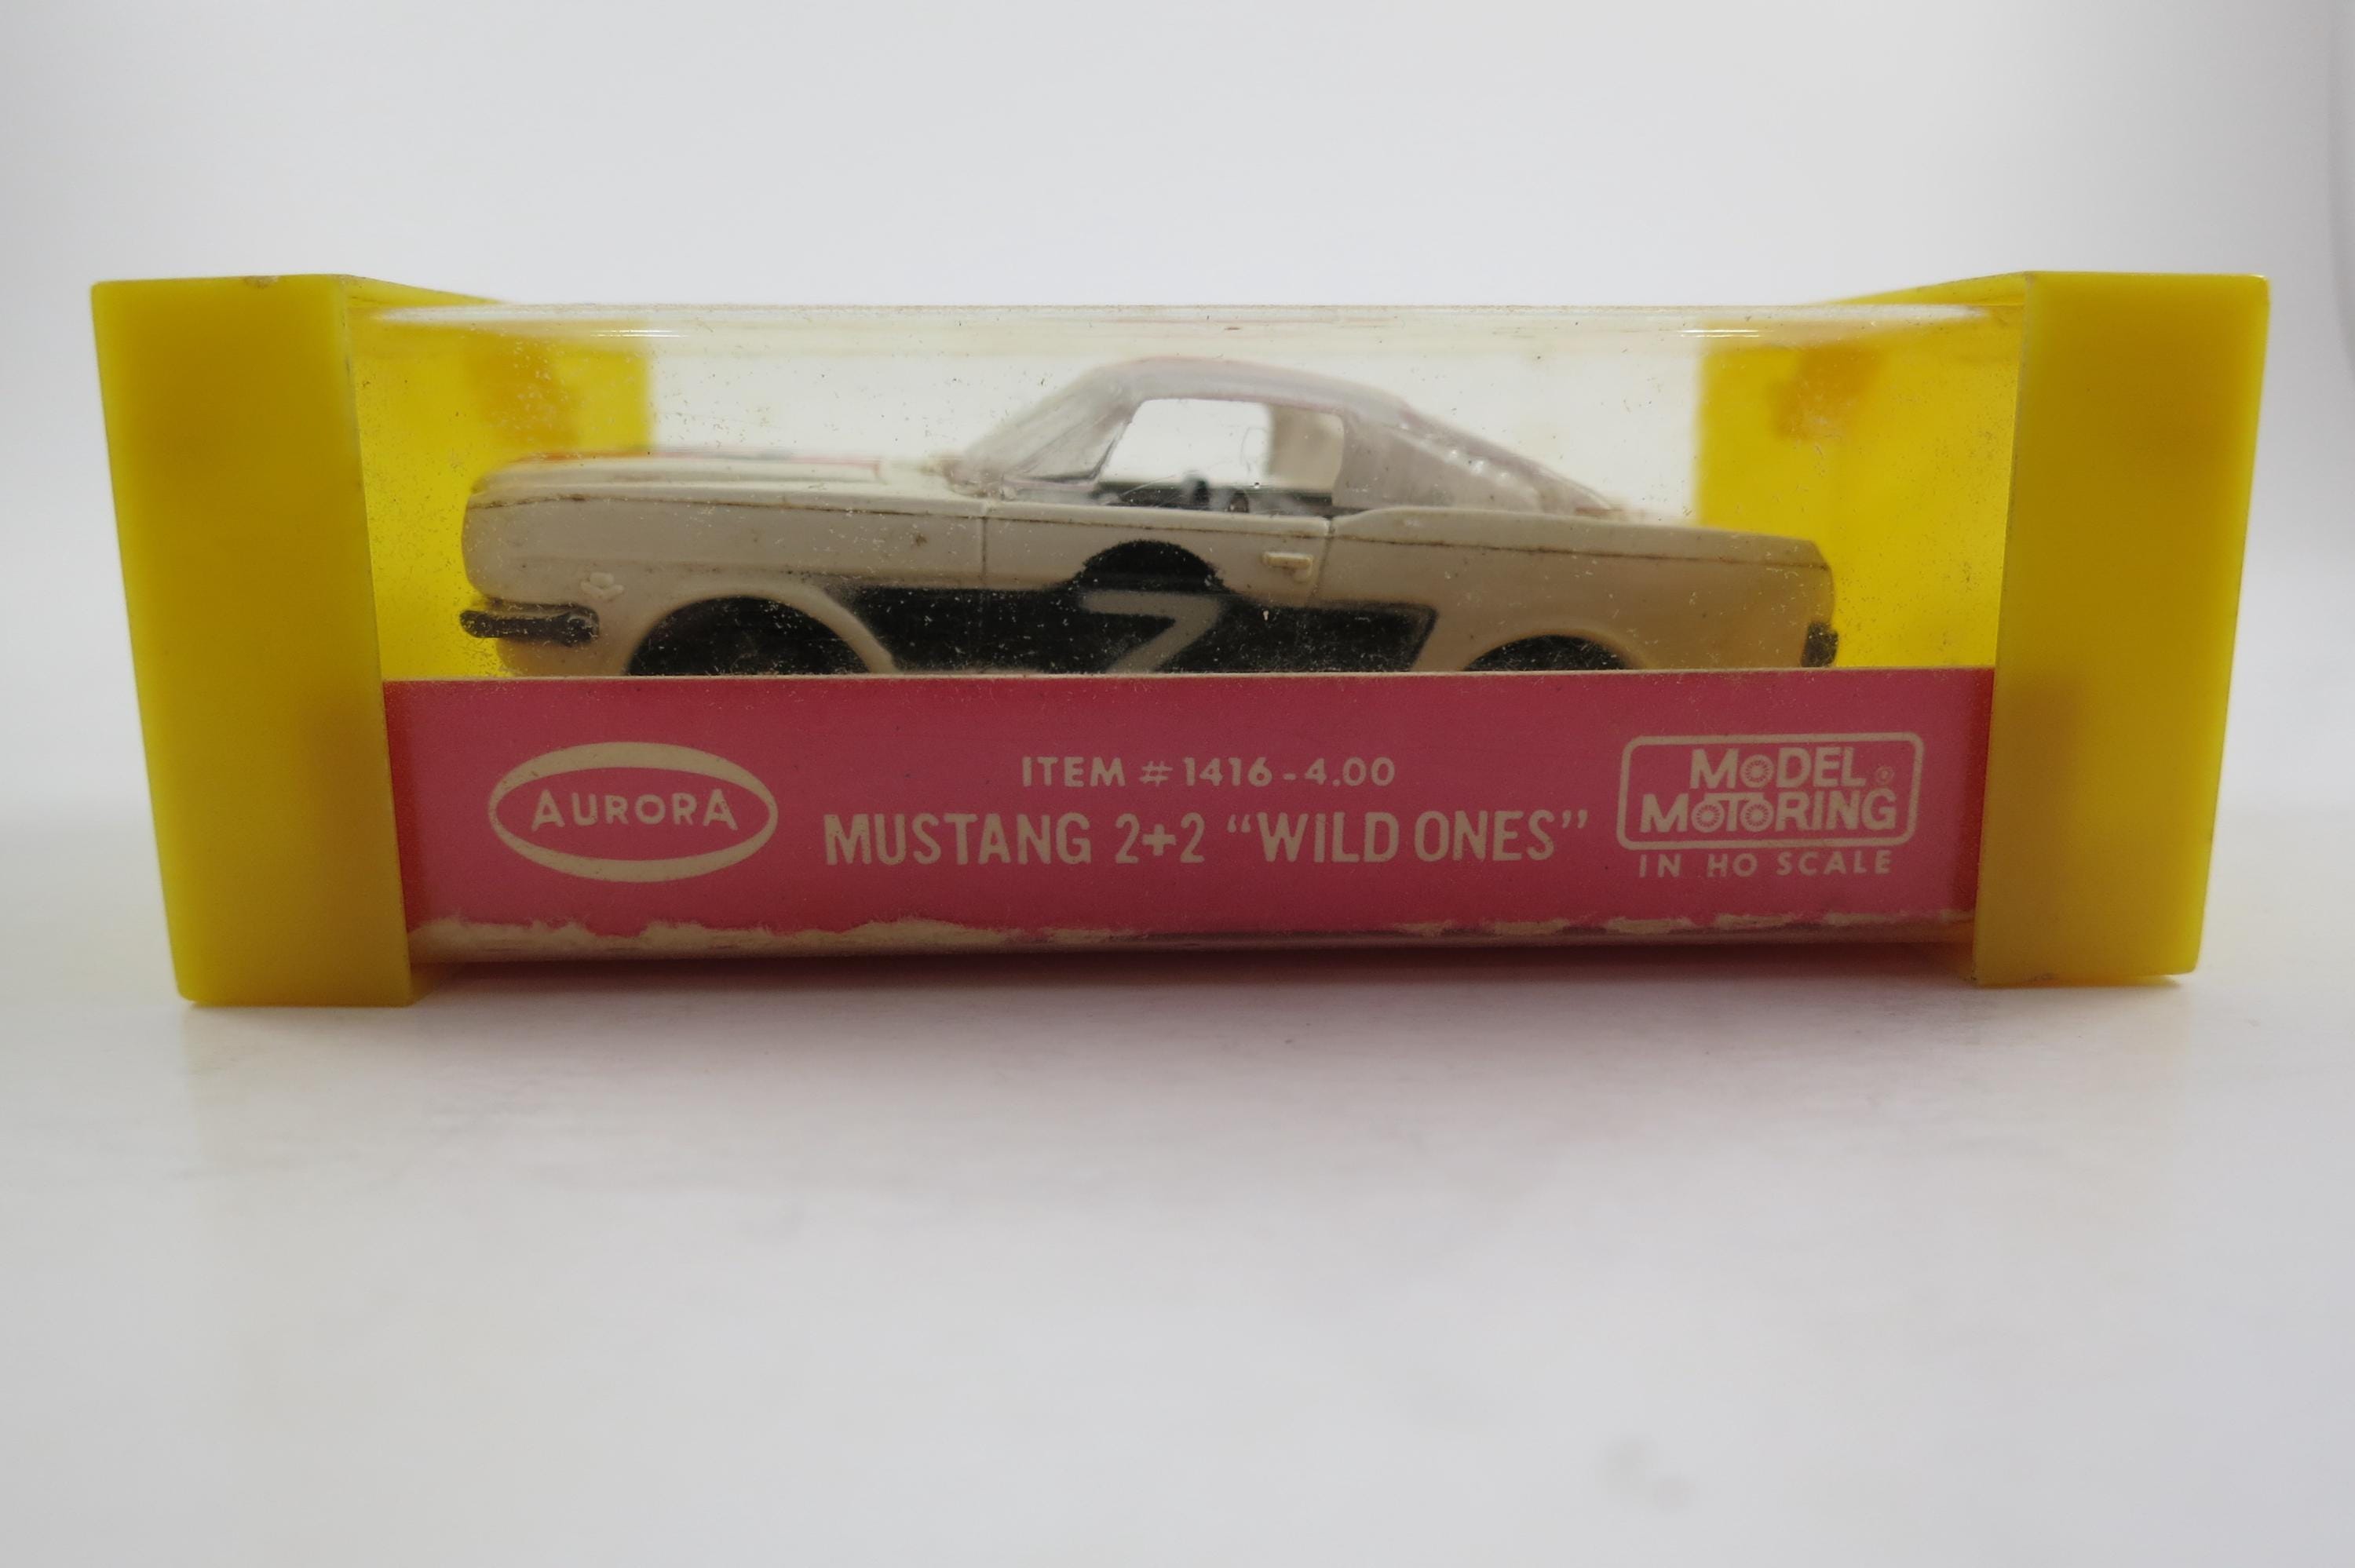 7
AURORA
ITEM # 1416-4.00
MUSTANG 2+2 “WILD ONES”
MODEL
MOTORING ®
IN HO SCALE